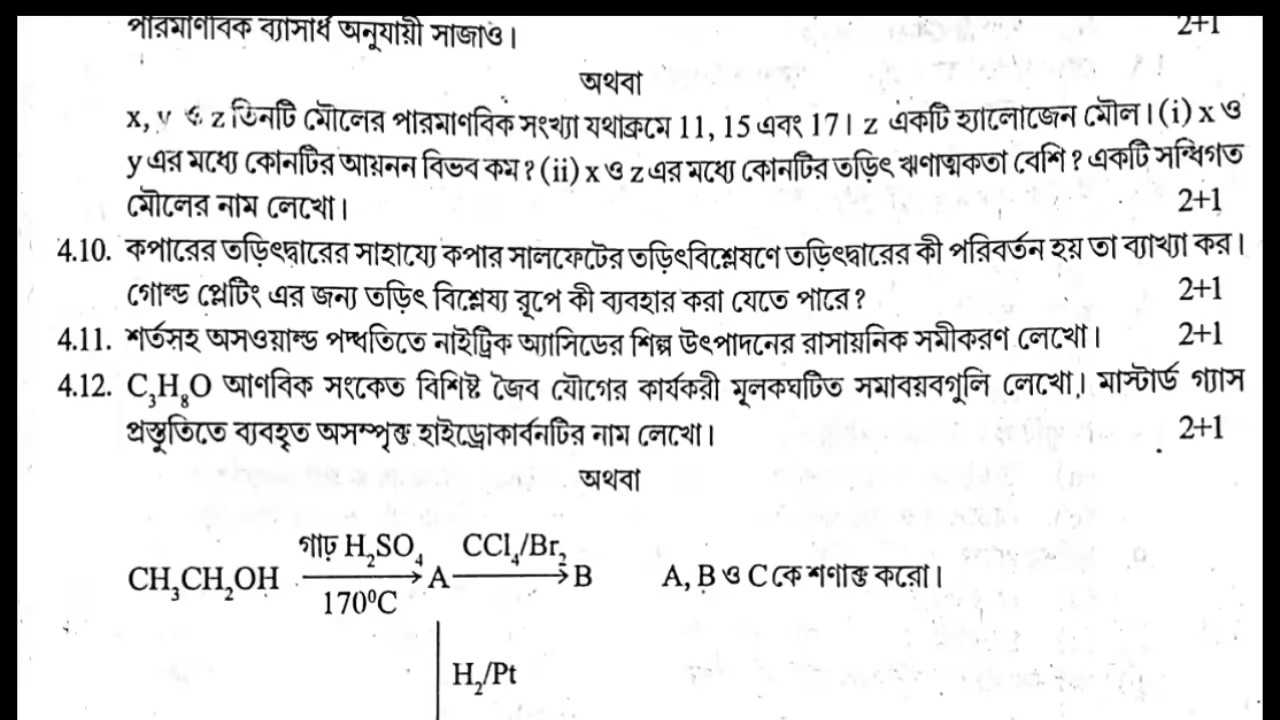 পারমাণবিক ব্যাসার্ধ অনুযায়ী সাজাও। 2+1
অথবা
x, y ও z তিনটি মৌলের পারমাণবিক সংখ্যা যথাক্রমে 11, 15 এবং 17। z একটি হ্যালোজেন মৌল। (i) x ও
y এর মধ্যে কোনটির আয়নন বিভব কম? (ii) x ও z এর মধ্যে কোনটির তড়িৎ ঋণাত্মকতা বেশি? একটি সন্ধিগত
মৌলের নাম লেখো। 2+1
4.10. কপারের তড়িৎদ্বারের সাহায্যে কপার সালফেটের তড়িৎবিশ্লেষণে তড়িৎদ্বারের কী পরিবর্তন হয় তা ব্যাখ্যা কর।
গোল্ড প্লেটিং এর জন্য তড়িৎ বিশ্লেষ্য রূপে কী ব্যবহার করা যেতে পারে? 2+1
4.11. শর্তসহ অসওয়াল্ড পদ্ধতিতে নাইট্রিক অ্যাসিডের শিল্প উৎপাদনের রাসায়নিক সমীকরণ লেখো। 2+1
4.12. C₃H₈O আণবিক সংকেত বিশিষ্ট জৈব যৌগের কার্যকরী মূলকঘটিত সমাবয়বগুলি লেখো। মাস্টার্ড গ্যাস
প্রস্তুতিতে ব্যবহৃত অসম্পৃক্ত হাইড্রোকার্বনটির নাম লেখো। 2+1
অথবা
গাঢ় H₂SO₄ CCl₄/Br₂
CH₃CH₂OH ⟶ A ⟶ B A, B ও C কে শণাক্ত করো।
170⁰C
H₂/Pt